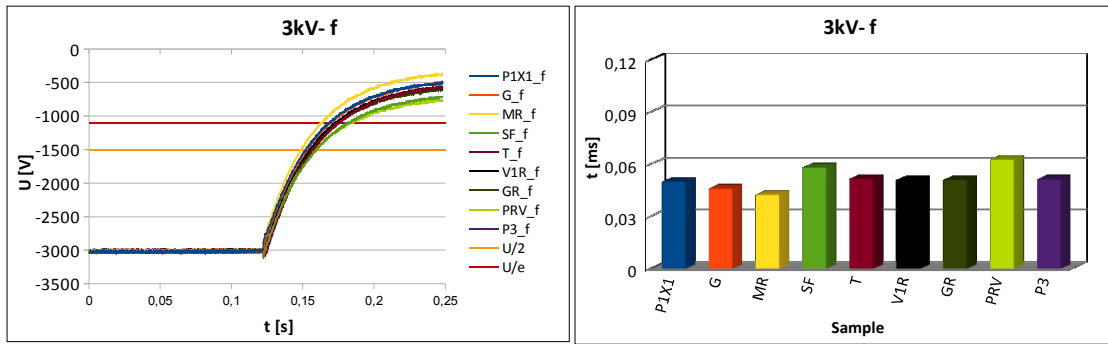 3kV- f
0
-500
-1000
-1500
-2000
-2500
-3000
-3500
U [V]
0
0,05
0,1
0,15
0,2
0,25
t [s]
P1X1_f
G_f
MR_f
SF_f
T_f
V1R_f
GR_f
PRV_f
P3_f
U/2
U/e
3kV- f
0,12
0,09
0,06
0,03
0
t [ms]
P1X1
G
MR
SF
T
V1R
GR
PRV
P3
Sample